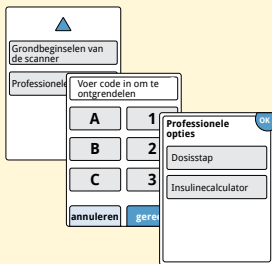 Grondbeginselen van
de scanner
Professionele
Voer code in om te
ontgrendelen
A 1
B 2
C 3
annuleren
Professionele
opties
OK
Dosisstap
Insulinecalculator